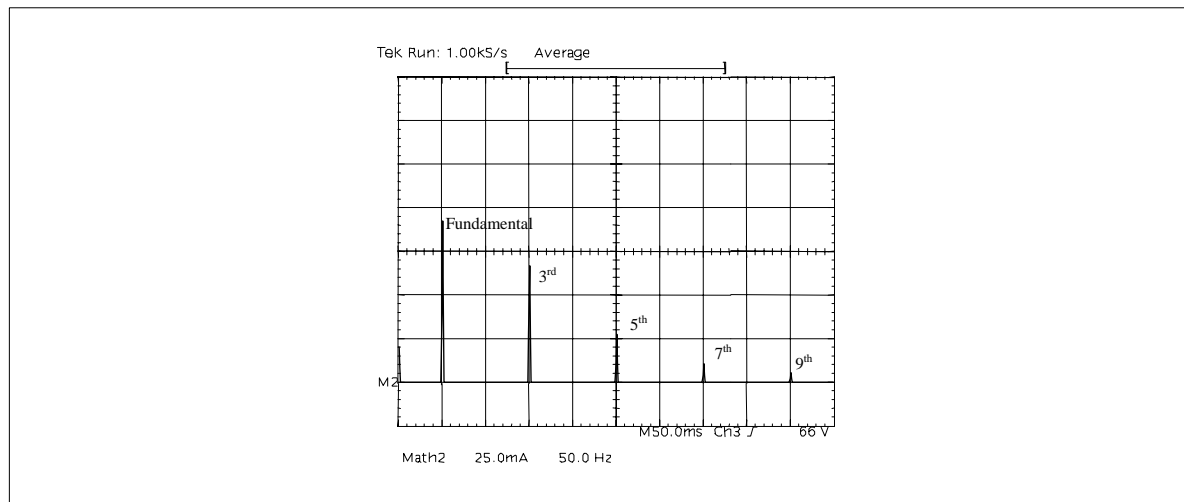 Tek Run: 1.00kS/s Average
Fundamental
3rd
5th
7th
9th
M2
M50.0ms Ch3 ʃ 66 V
Math2 25.0mA 50.0 Hz